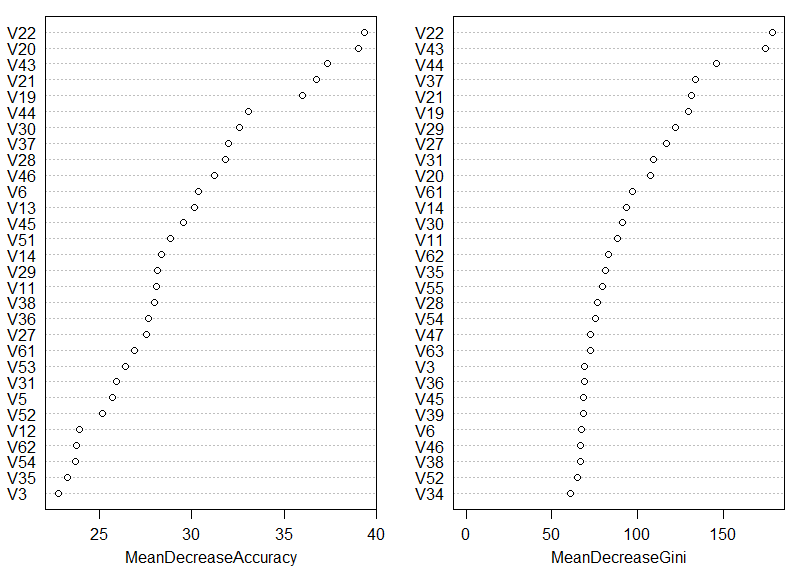 V22
V20
V43
V21
V19
V44
V30
V37
V28
V46
V6
V13
V45
V51
V14
V29
V11
V38
V36
V27
V61
V53
V31
V5
V52
V12
V62
V54
V35
V3
25 30 35 40
MeanDecreaseAccuracy
V22
V43
V44
V37
V21
V19
V29
V27
V31
V20
V61
V14
V30
V11
V62
V35
V55
V28
V54
V47
V63
V3
V36
V45
V39
V6
V46
V38
V52
V34
0 50 100 150
MeanDecreaseGini